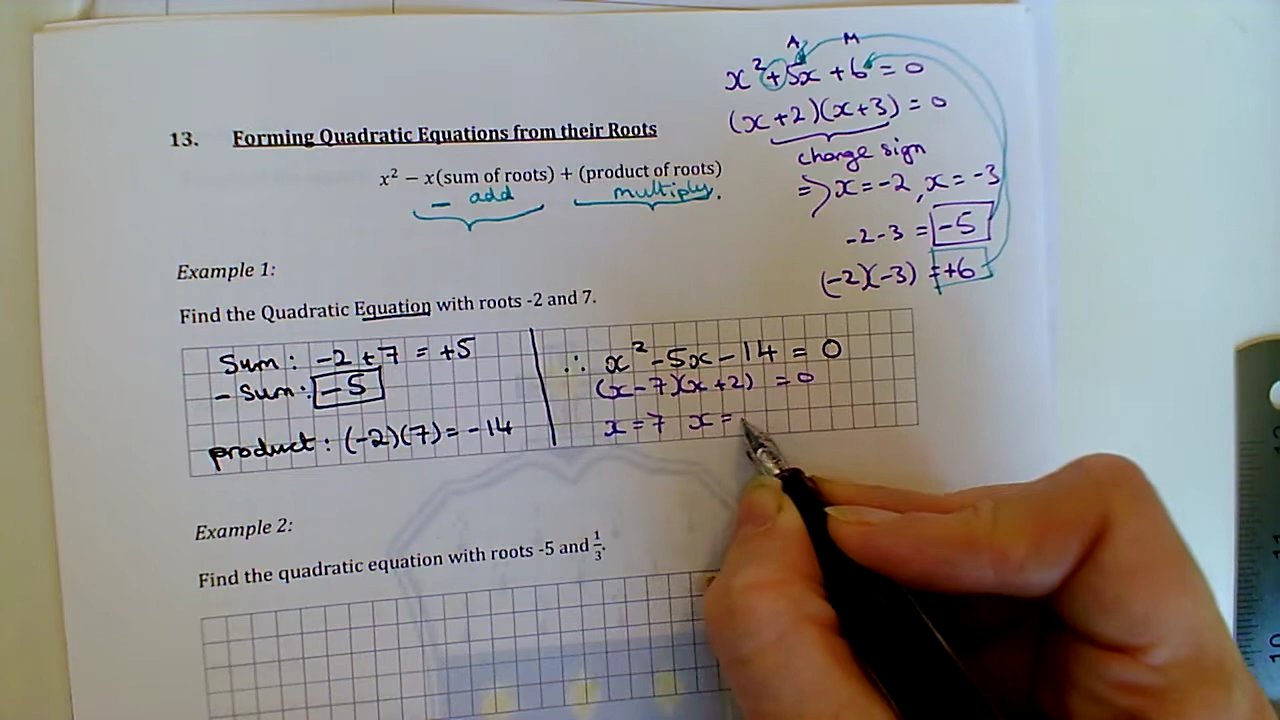 A M
x² + 5x + 6 = 0
(x + 2)(x + 3) = 0
change sign
⇒ x = -2, x = -3
-2 - 3 = -5
(-2)(-3) = +6
13. Forming Quadratic Equations from their Roots
x² − x(sum of roots) + (product of roots)
− add multiply.
Example 1:
Find the Quadratic Equation with roots -2 and 7.
Sum: -2 + 7 = +5
- Sum: -5
product: (-2)(7) = -14
∴ x² - 5x - 14 = 0
(x - 7)(x + 2) = 0
x = 7 x =
Example 2:
Find the quadratic equation with roots -5 and 1/3.